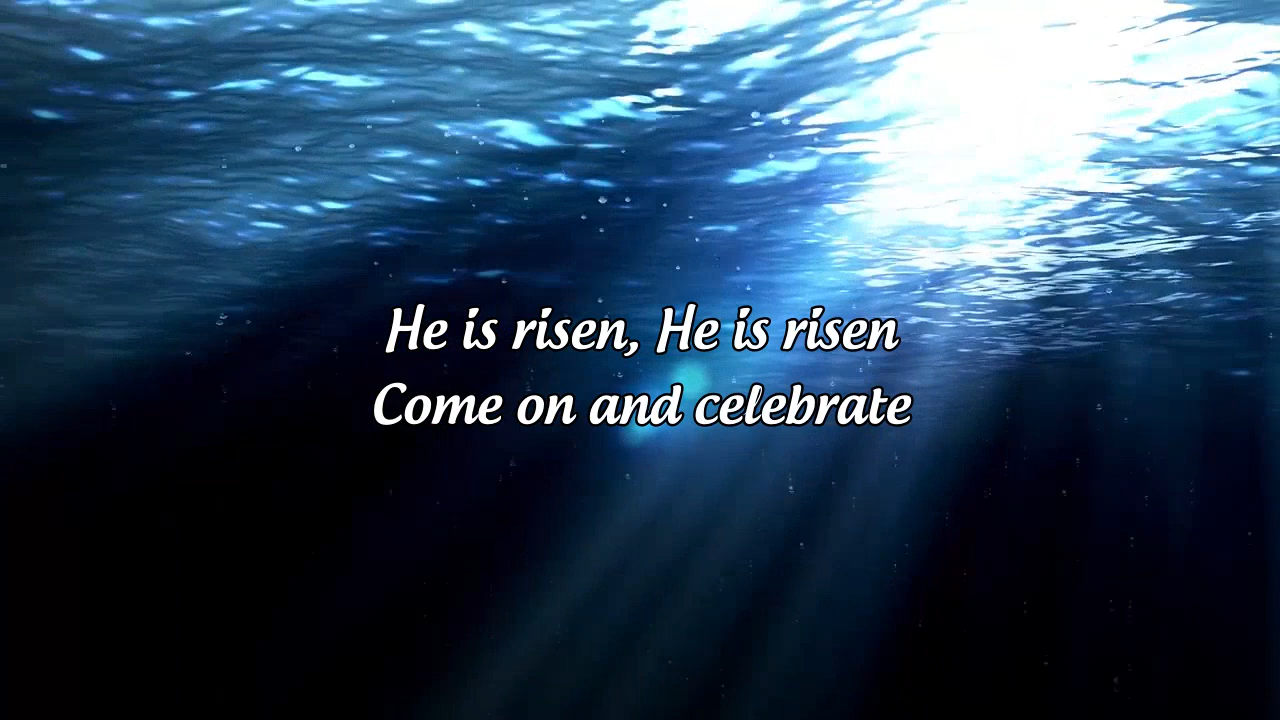 He is risen, He is risen
Come on and celebrate